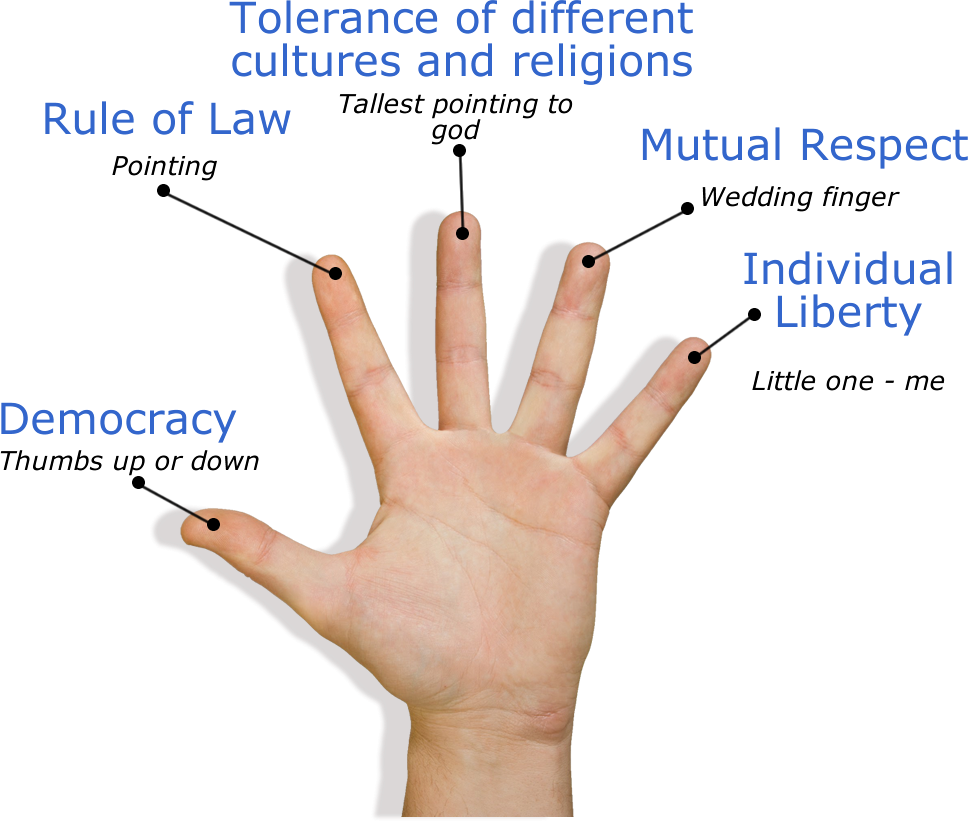 Tolerance of different
cultures and religions
Tallest pointing to
god
Rule of Law
Pointing
Mutual Respect
Wedding finger
Individual
Liberty
Little one - me
Democracy
Thumbs up or down